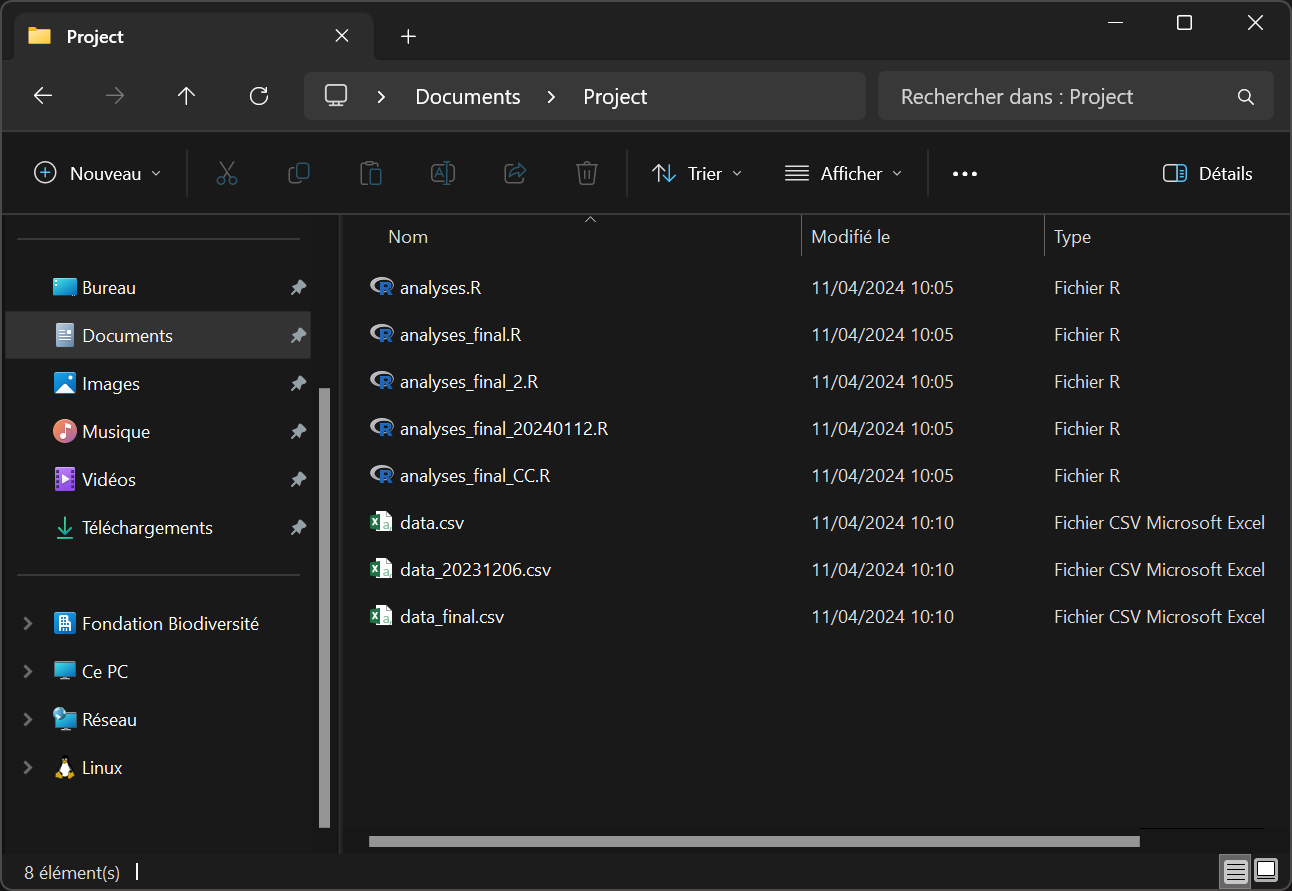 Project
Documents Project Rechercher dans : Project
Nouveau Trier Afficher Détails
Nom Modifié le Type
Bureau
Documents
Images
Musique
Vidéos
Téléchargements
Fondation Biodiversité
Ce PC
Réseau
Linux
analyses.R 11/04/2024 10:05 Fichier R
analyses_final.R 11/04/2024 10:05 Fichier R
analyses_final_2.R 11/04/2024 10:05 Fichier R
analyses_final_20240112.R 11/04/2024 10:05 Fichier R
analyses_final_CC.R 11/04/2024 10:05 Fichier R
data.csv 11/04/2024 10:10 Fichier CSV Microsoft Excel
data_20231206.csv 11/04/2024 10:10 Fichier CSV Microsoft Excel
data_final.csv 11/04/2024 10:10 Fichier CSV Microsoft Excel
8 élément(s)